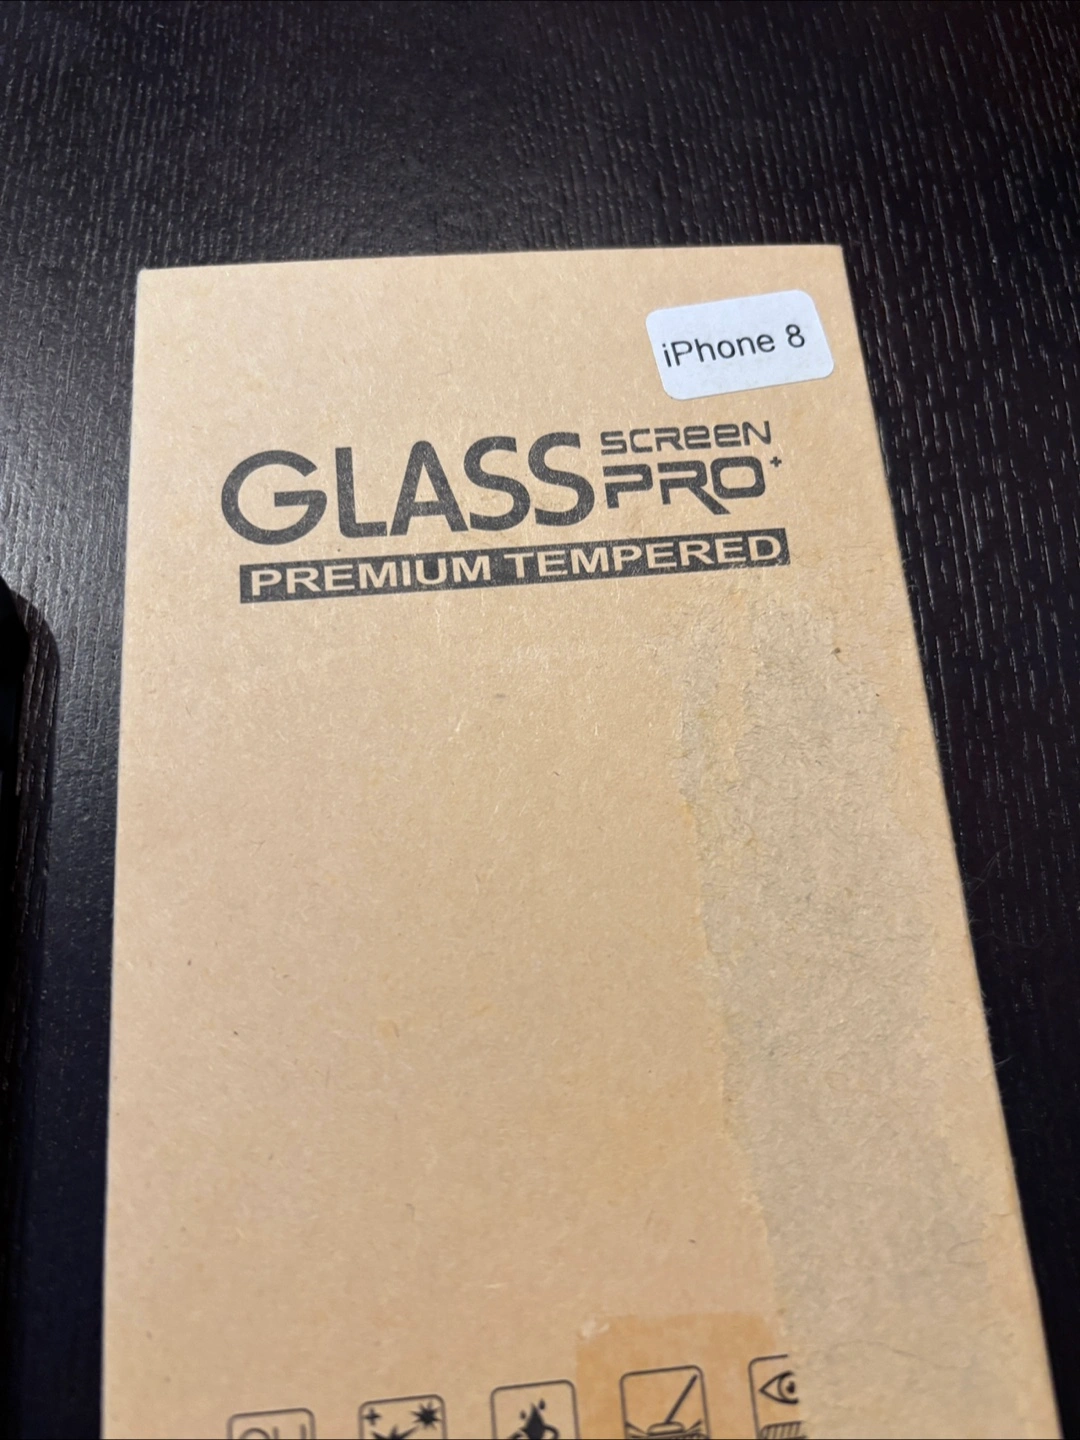 iPhone 8
GLASS SCReeN
PRO+
PREMIUM TEMPERED